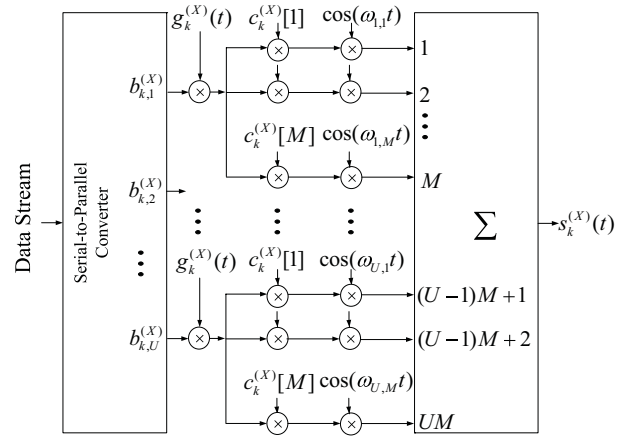 g_k^{(X)}(t) c_k^{(X)}[1] cos(ω_{1,1}t)
1
b_{k,1}^{(X)} 2
c_k^{(X)}[M] cos(ω_{1,M}t)
M
b_{k,2}^{(X)}
Data Stream
Serial-to-Parallel
Converter
Σ
s_k^{(X)}(t)
g_k^{(X)}(t) c_k^{(X)}[1] cos(ω_{U,1}t)
(U−1)M+1
b_{k,U}^{(X)} (U−1)M+2
c_k^{(X)}[M] cos(ω_{U,M}t)
UM